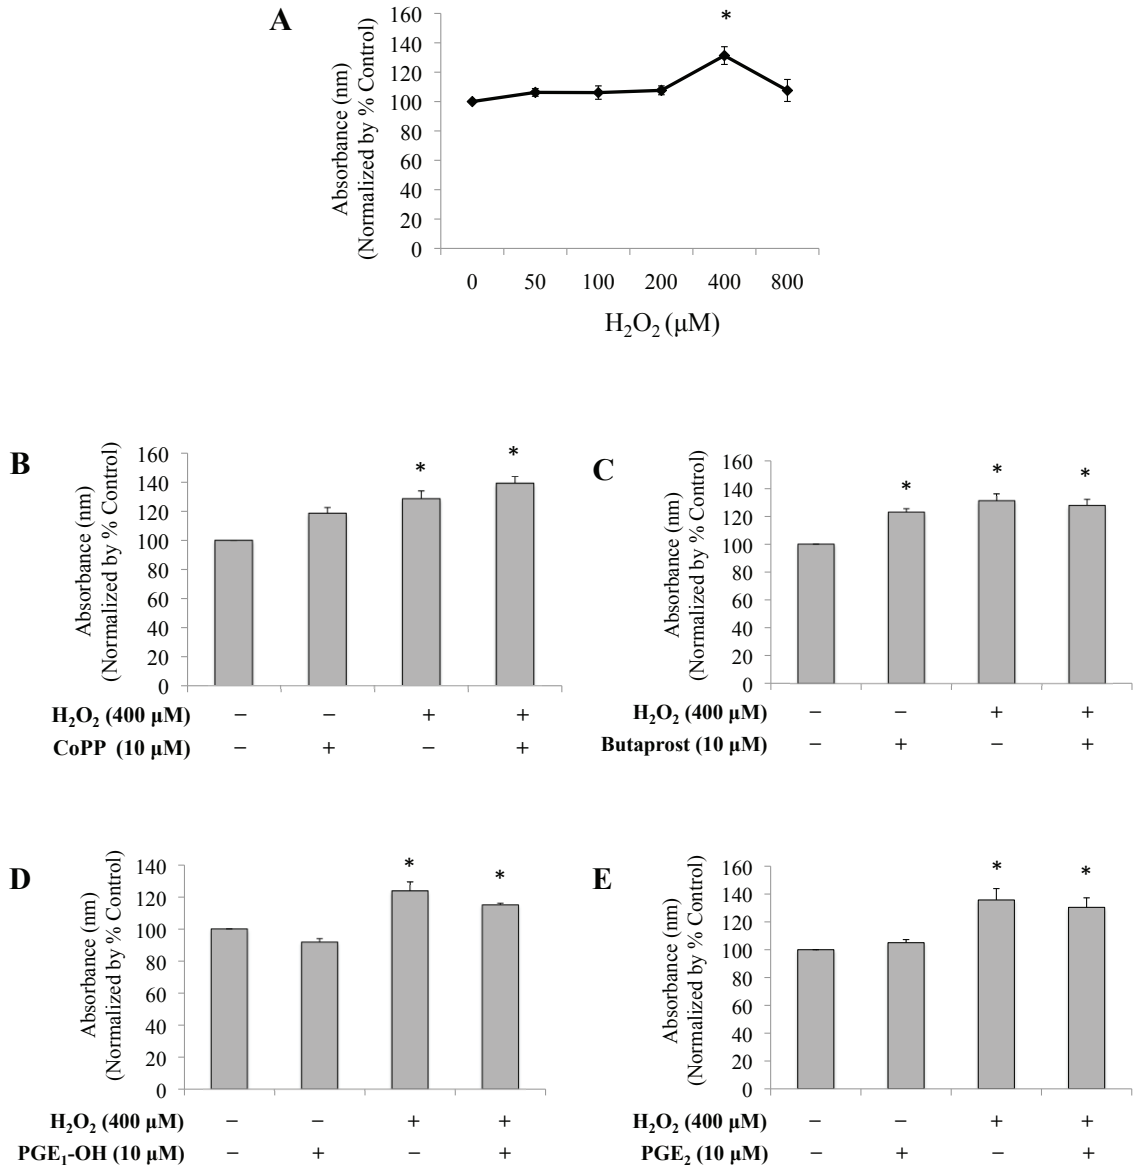 A
Absorbance (nm)
(Normalized by % Control)
160
140
120
100
80
60
40
20
0
*
0 50 100 200 400 800
H₂O₂ (μM)
B
Absorbance (nm)
(Normalized by % Control)
160
140
120
100
80
60
40
20
0
* *
H₂O₂ (400 μM) – – + +
CoPP (10 μM) – + – +
C
Absorbance (nm)
(Normalized by % Control)
160
140
120
100
80
60
40
20
0
* * *
H₂O₂ (400 μM) – – + +
Butaprost (10 μM) – + – +
D
Absorbance (nm)
(Normalized by % Control)
140
120
100
80
60
40
20
0
* *
H₂O₂ (400 μM) – – + +
PGE₁-OH (10 μM) – + – +
E
Absorbance (nm)
(Normalized by % Control)
160
140
120
100
80
60
40
20
0
* *
H₂O₂ (400 μM) – – + +
PGE₂ (10 μM) – + – +